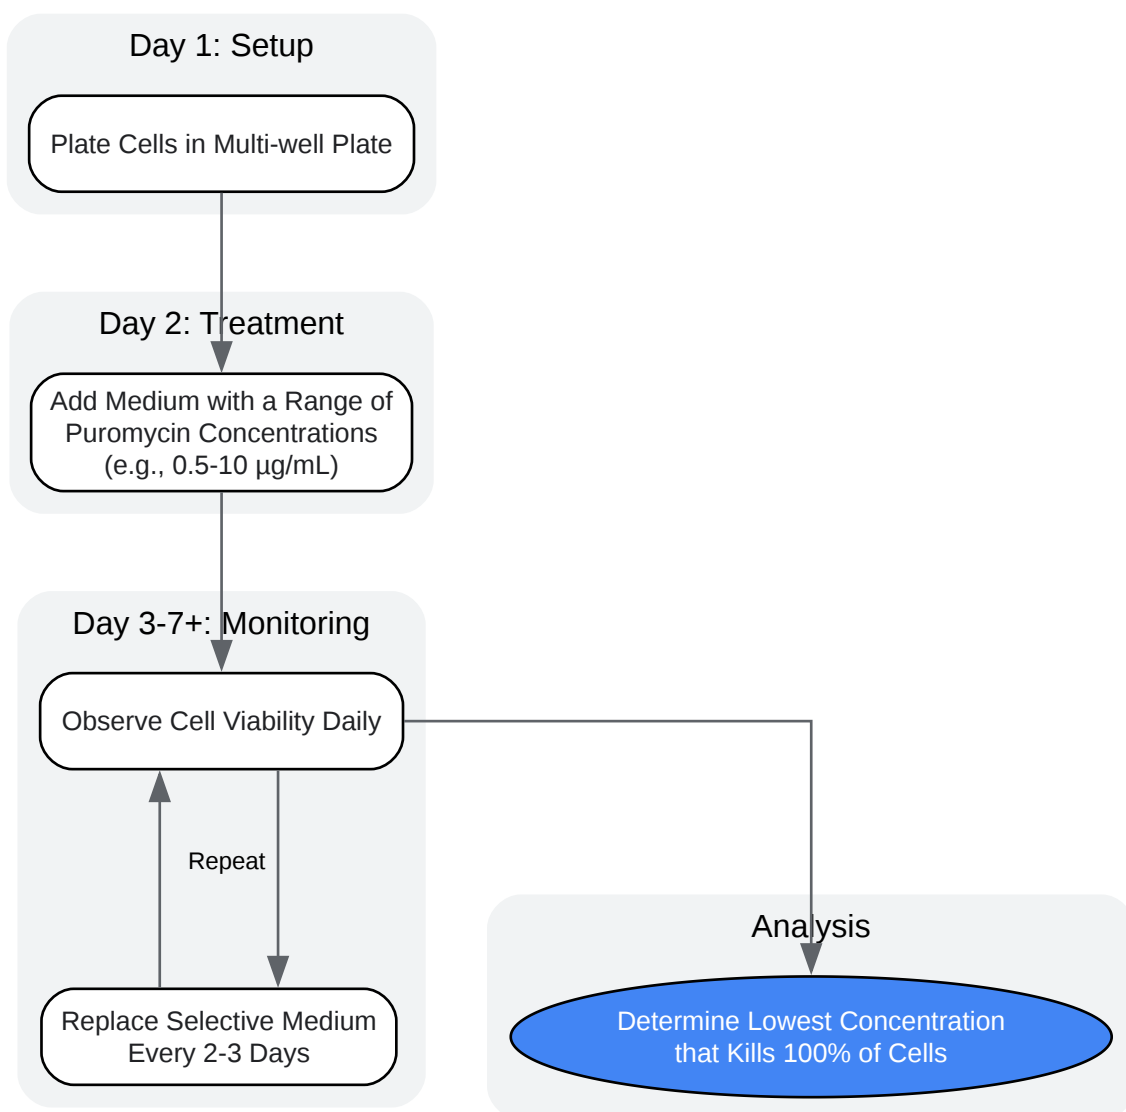 Day 1: Setup
Plate Cells in Multi-well Plate
Day 2: Treatment
Add Medium with a Range of
Puromycin Concentrations
(e.g., 0.5-10 µg/mL)
Day 3-7+: Monitoring
Observe Cell Viability Daily
Repeat
Replace Selective Medium
Every 2-3 Days
Analysis
Determine Lowest Concentration
that Kills 100% of Cells